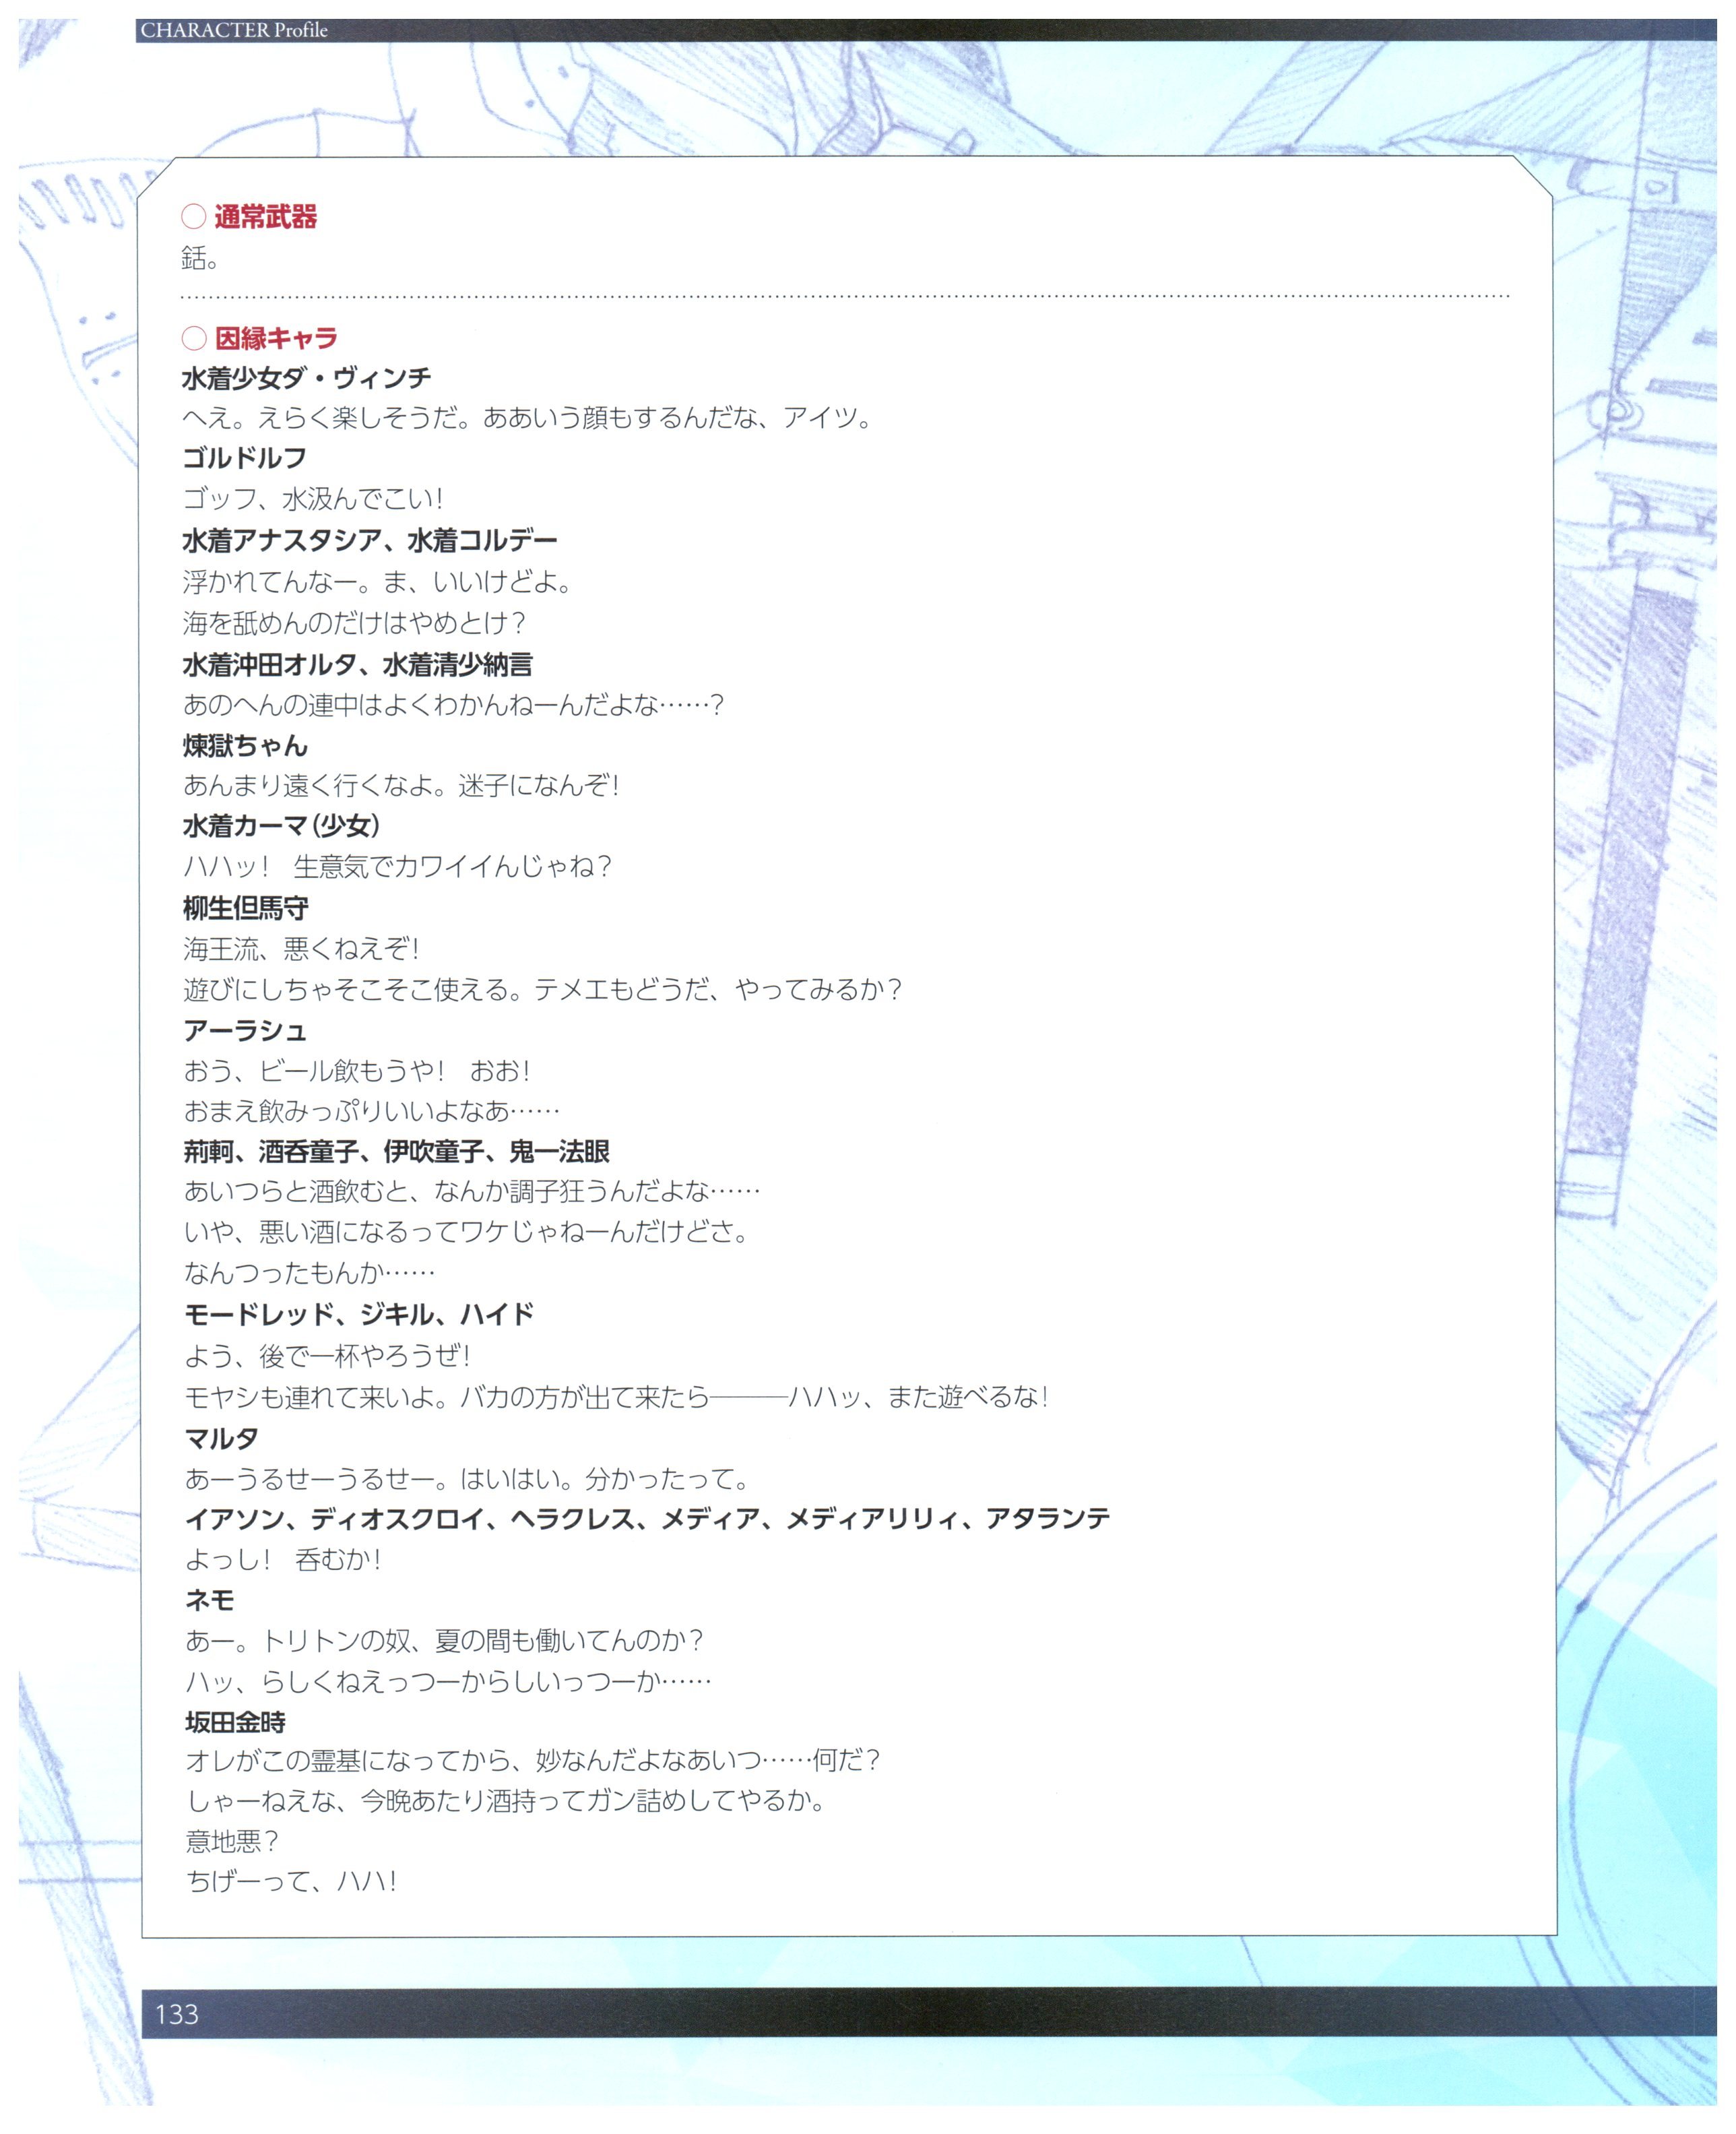 CHARACTER Profile
○ 通常武器
銛。
○ 因縁キャラ
水着少女ダ・ヴィンチ
へえ。えらく楽しそうだ。ああいう顔もするんだな、アイツ。
ゴルドルフ
ゴッフ、水汲んでこい！
水着アナスタシア、水着コルデー
浮かれてんなー。ま、いいけどよ。
海を舐めんのだけはやめとけ？
水着沖田オルタ、水着清少納言
あのへんの連中はよくわかんねーんだよな……？
煉獄ちゃん
あんまり遠く行くなよ。迷子になんぞ！
水着カーマ（少女）
ハハッ！　生意気でカワイイんじゃね？
柳生但馬守
海王流、悪くねえぞ！
遊びにしちゃそこそこ使える。テメエもどうだ、やってみるか？
アーラシュ
おう、ビール飲もうや！　おお！
おまえ飲みっぷりいいよなあ……
荊軻、酒呑童子、伊吹童子、鬼一法眼
あいつらと酒飲むと、なんか調子狂うんだよな……
いや、悪い酒になるってワケじゃねーんだけどさ。
なんつったもんか……
モードレッド、ジキル、ハイド
よう、後で一杯やろうぜ！
モヤシも連れて来いよ。バカの方が出て来たら―――ハハッ、また遊べるな！
マルタ
あーうるせーうるせー。はいはい。分かったって。
イアソン、ディオスクロイ、ヘラクレス、メディア、メディアリリィ、アタランテ
よっし！　呑むか！
ネモ
あー。トリトンの奴、夏の間も働いてんのか？
ハッ、らしくねえっつーからしいっつーか……
坂田金時
オレがこの霊基になってから、妙なんだよなあいつ……何だ？
しゃーねえな、今晩あたり酒持ってガン詰めしてやるか。
意地悪？
ちげーって、ハハ！
133